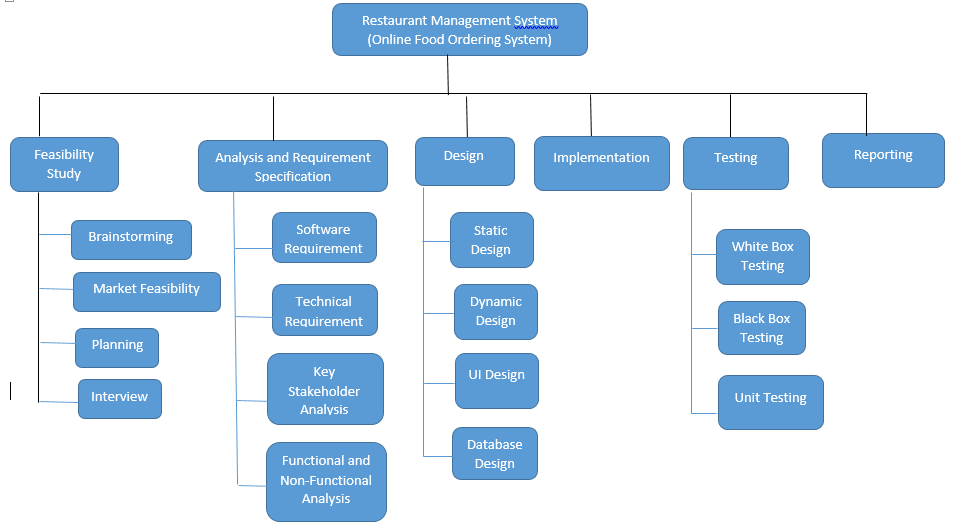 Restaurant Management System
(Online Food Ordering System)
Feasibility
Study
Brainstorming
Market Feasibility
Planning
Interview
Analysis and Requirement
Specification
Software
Requirement
Technical
Requirement
Key
Stakeholder
Analysis
Functional and
Non-Functional
Analysis
Design
Static
Design
Dynamic
Design
UI Design
Database
Design
Implementation
Testing
White Box
Testing
Black Box
Testing
Unit Testing
Reporting